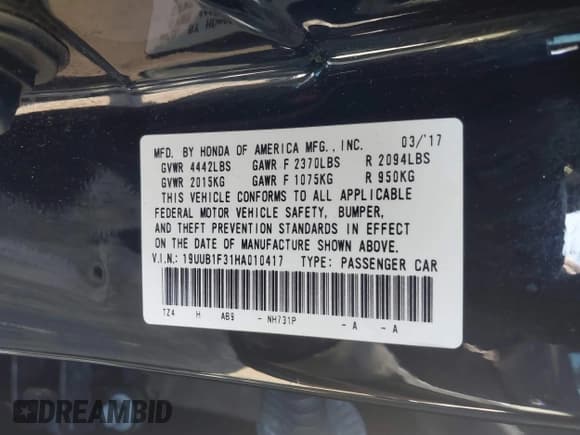 MFD. BY HONDA OF AMERICA MFG., INC. 03/'17
GVWR 4442LBS GAWR F 2370LBS R 2094LBS
GVWR 2015KG GAWR F 1075KG R 950KG
THIS VEHICLE CONFORMS TO ALL APPLICABLE
FEDERAL MOTOR VEHICLE SAFETY, BUMPER,
AND THEFT PREVENTION STANDARDS IN EFFECT
ON THE DATE OF MANUFACTURE SHOWN ABOVE.
V.I.N.: 19UUB1F31HA010417 TYPE: PASSENGER CAR
TZ4 H AB9 - NH731P - A - A
DREAMBID